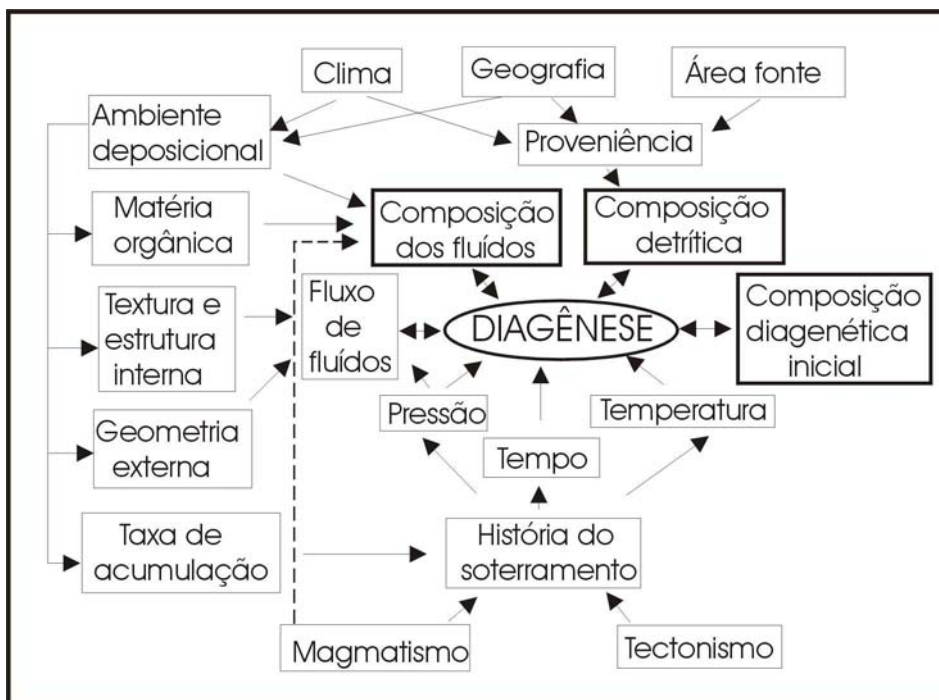 Clima
Geografia
Área fonte
Ambiente
deposicional
Proveniência
Matéria
orgânica
Composição
dos fluídos
Composição
detrítica
Textura e
estrutura
interna
Fluxo
de
fluídos
DIAGÊNESE
Composição
diagenética
inicial
Pressão
Temperatura
Geometria
externa
Tempo
Taxa de
acumulação
História do
soterramento
Magmatismo
Tectonismo